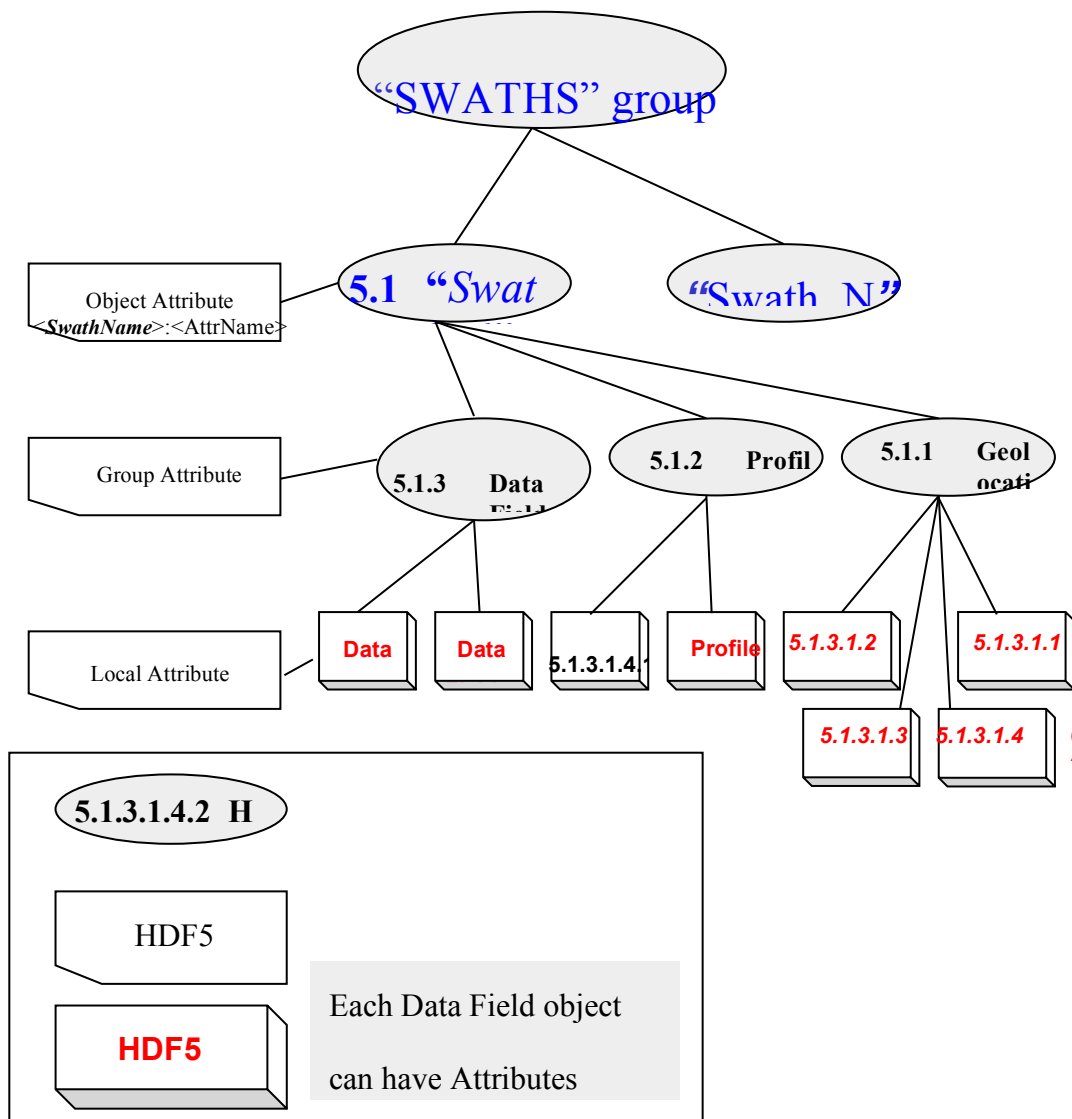 “SWATHS” group
5.1 “Swat
“Swath_N”
Object Attribute
<SwathName>:<AttrName>
Group Attribute
5.1.3 Data
Field
5.1.2 Profil
5.1.1 Geol
ocati
Local Attribute
Data
Data
5.1.3.1.4.1
Profile
5.1.3.1.2
5.1.3.1.1
5.1.3.1.3
5.1.3.1.4
5.1.3.1.4.2 H
HDF5
HDF5
Each Data Field object
can have Attributes